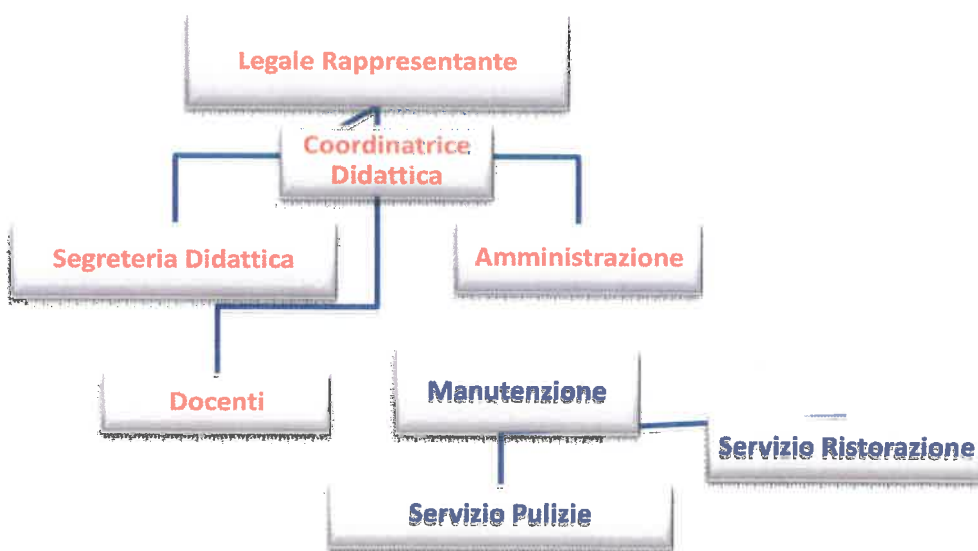 Legale Rappresentante
Coordinatrice
Didattica
Segreteria Didattica
Amministrazione
Docenti
Manutenzione
Servizio Ristorazione
Servizio Pulizie